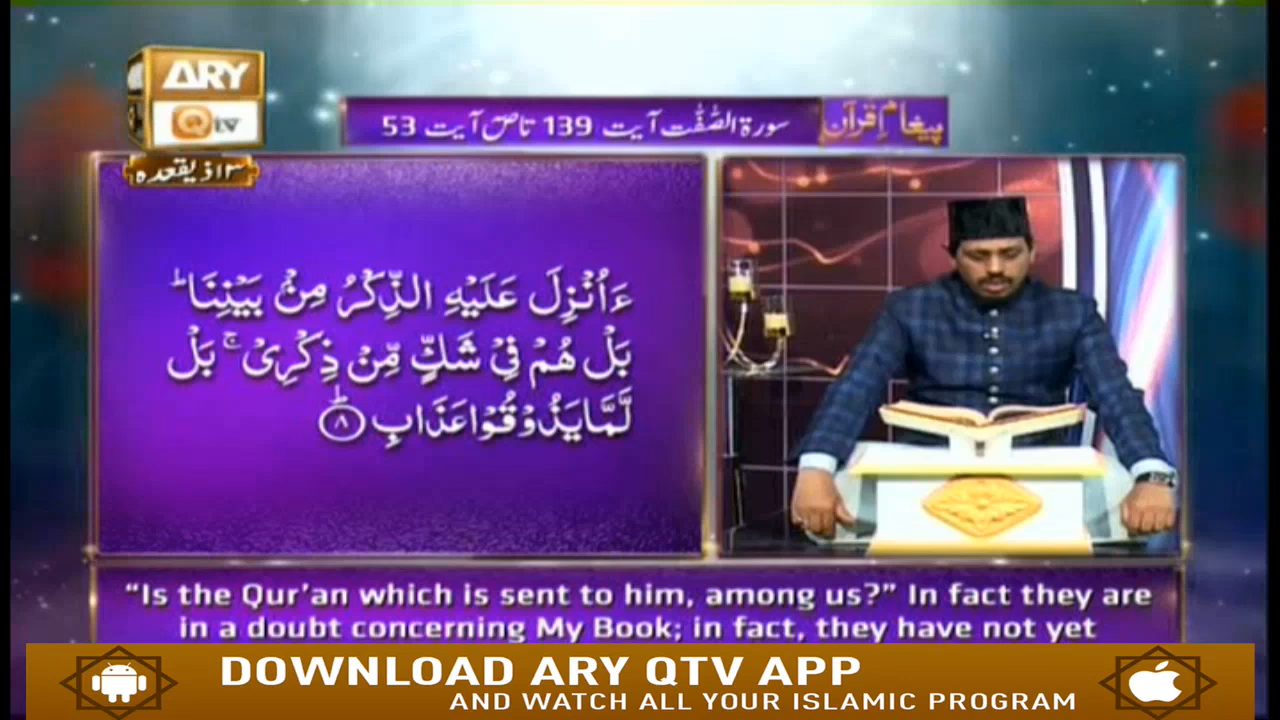 ARY
Qtv
پیغامِ قرآن
سورۃ الصّٰفّٰت آیت 139 تا صٓ آیت 53
۱۳ ذیقعدہ
ءَاُنْزِلَ عَلَيْهِ الذِّكْرُ مِنْۢ بَيْنِنَا ؕ
بَلْ هُمْ فِيْ شَكٍّ مِّنْ ذِكْرِيْ ۚ بَلْ
لَّمَّا يَذُوْقُوْا عَذَابِ ؕ ۸
“Is the Qur’an which is sent to him, among us?” In fact they are
in a doubt concerning My Book; in fact, they have not yet
DOWNLOAD ARY QTV APP
AND WATCH ALL YOUR ISLAMIC PROGRAM